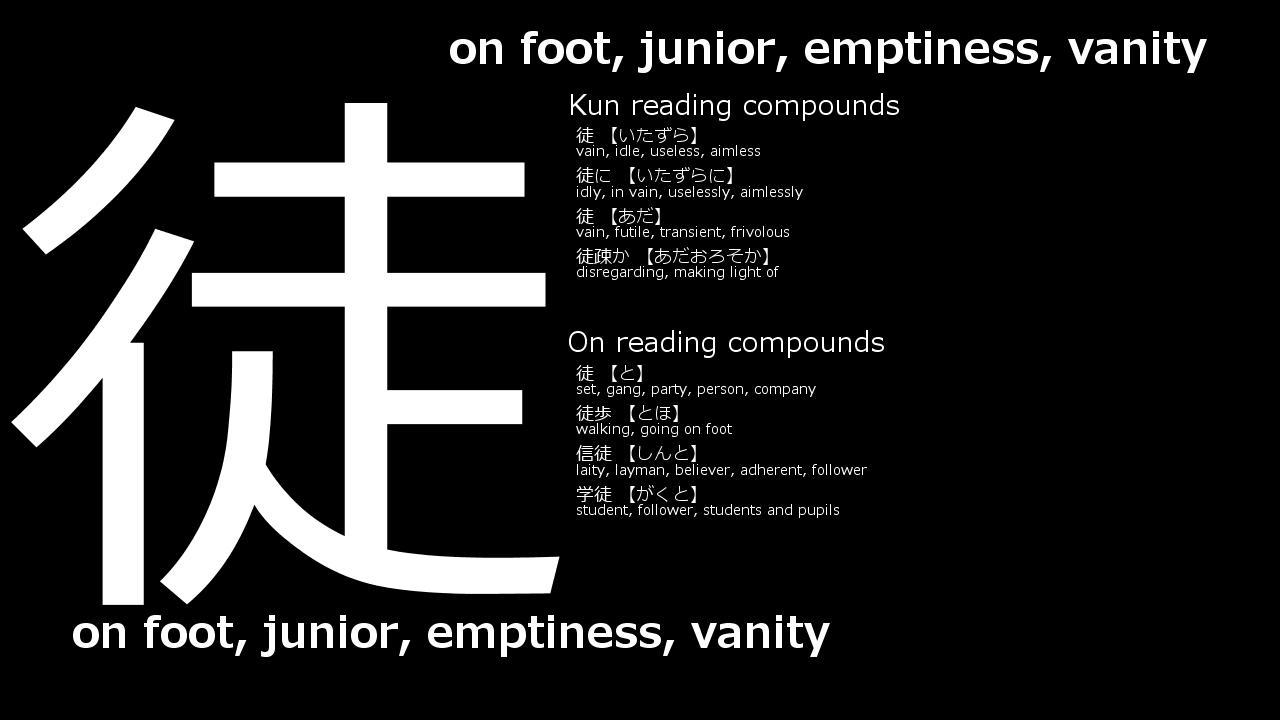 on foot, junior, emptiness, vanity
徒
Kun reading compounds
徒 【いたずら】
vain, idle, useless, aimless
徒に 【いたずらに】
idly, in vain, uselessly, aimlessly
徒 【あだ】
vain, futile, transient, frivolous
徒疎か 【あだおろそか】
disregarding, making light of
On reading compounds
徒 【と】
set, gang, party, person, company
徒歩 【とほ】
walking, going on foot
信徒 【しんと】
laity, layman, believer, adherent, follower
学徒 【がくと】
student, follower, students and pupils
on foot, junior, emptiness, vanity